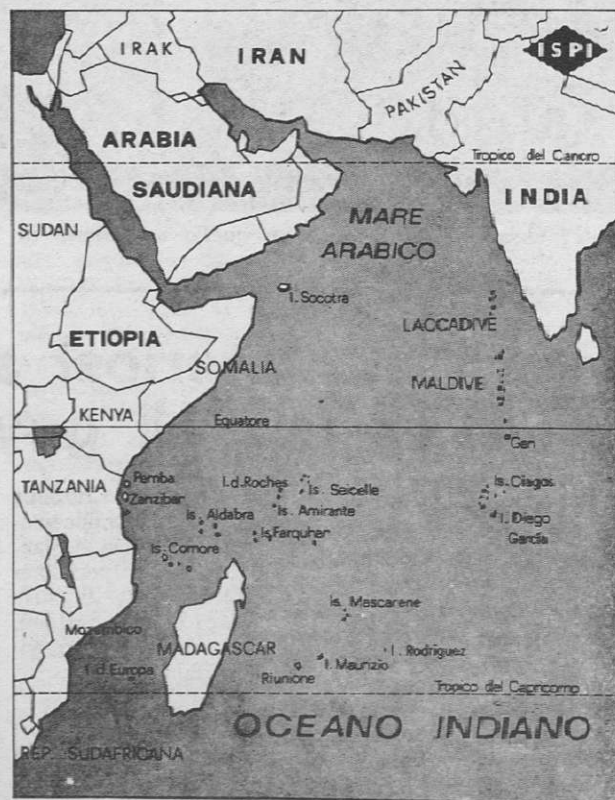 ISPI
IRAK
IRAN
PAKISTAN
ARABIA
SAUDIANA
Tropico del Cancro
INDIA
SUDAN
MARE
ARABICO
I. Socotra
LACCADIVE
ETIOPIA
SOMALIA
MALDIVE
KENYA
Equatore
Gan
TANZANIA
Pemba
Zanzibar
I.d.Roches
Is. Seicelle
Is. Ciagos
Is. Amirante
Is. Aldabra
Is. Farquhar
I. Diego
Garcia
Is. Comore
Is. Mascarene
Mozambico
MADAGASCAR
I. Rodriguez
I. d. Europa
Riunione
I. Maurizio
Tropico del Capricorno
OCEANO INDIANO
REP. SUDAFRICANA